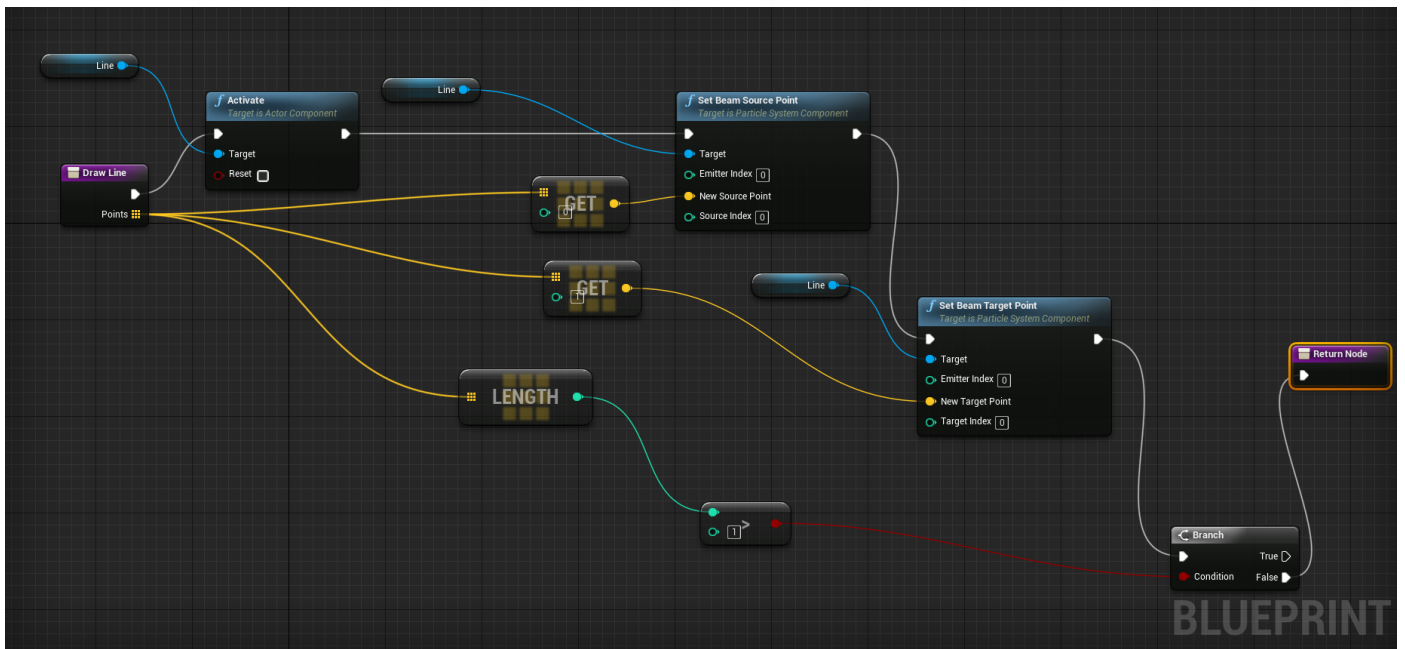 Line
Activate
Target is Actor Component
Target
Reset
Draw Line
Points
Line
Set Beam Source Point
Target is Particle System Component
Target
Emitter Index 0
New Source Point
Source Index 0
GET
0
GET
1
Line
Set Beam Target Point
Target is Particle System Component
Target
Emitter Index 0
New Target Point
Target Index 0
Return Node
LENGTH
>
1
Branch
True
Condition False
BLUEPRINT